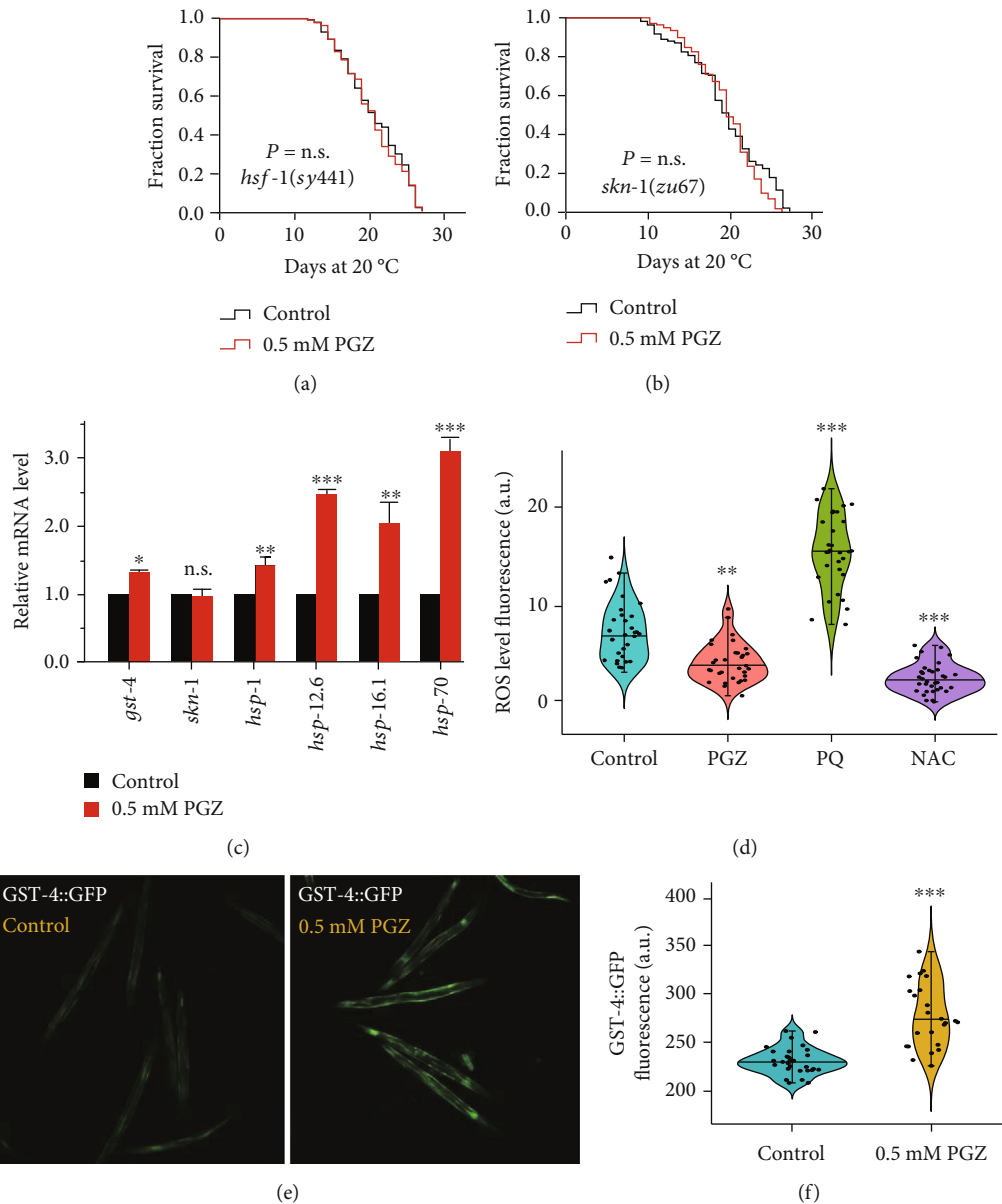 1.0
0.8
0.6
0.4
0.2
0.0
Fraction survival
P = n.s.
hsf-1(sy441)
0 10 20 30
Days at 20 °C
Control
0.5 mM PGZ
(a)
1.0
0.8
0.6
0.4
0.2
0.0
Fraction survival
P = n.s.
skn-1(zu67)
0 10 20 30
Days at 20 °C
Control
0.5 mM PGZ
(b)
Relative mRNA level
3.0
2.0
1.0
0.0
*
n.s.
**
***
**
***
gst-4
skn-1
hsp-1
hsp-12.6
hsp-16.1
hsp-70
Control
0.5 mM PGZ
(c)
ROS level fluorescence (a.u.)
20
10
0
**
***
***
Control PGZ PQ NAC
(d)
GST-4::GFP
Control
GST-4::GFP
0.5 mM PGZ
(e)
GST-4::GFP
fluorescence (a.u.)
400
350
300
250
200
***
Control 0.5 mM PGZ
(f)